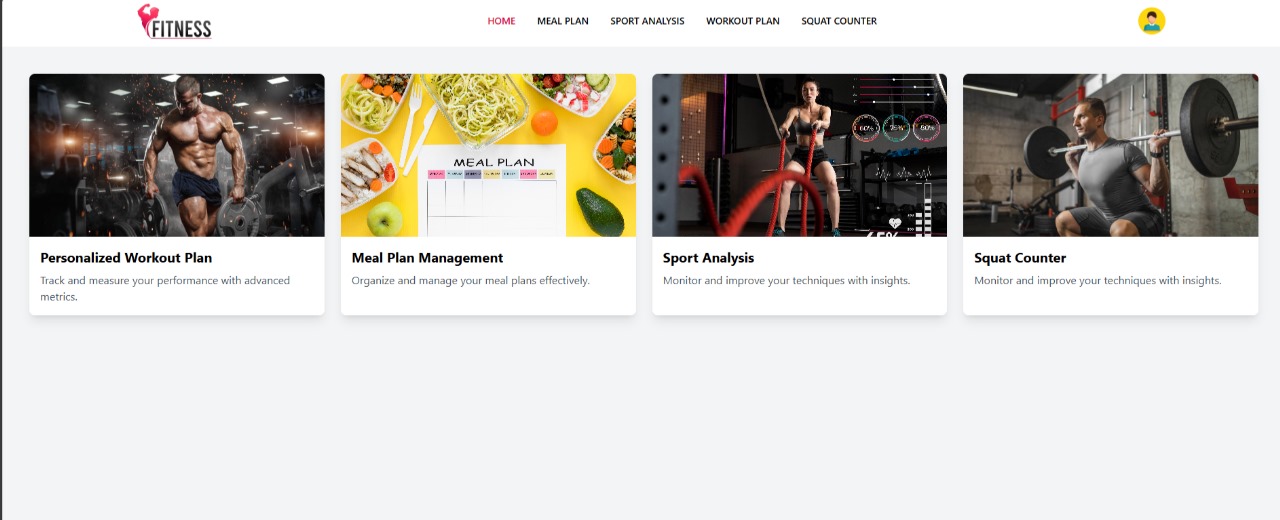 FITNESS
HOME MEAL PLAN SPORT ANALYSIS WORKOUT PLAN SQUAT COUNTER
MEAL PLAN
60% 75% 60%
Personalized Workout Plan
Track and measure your performance with advanced
metrics.
Meal Plan Management
Organize and manage your meal plans effectively.
Sport Analysis
Monitor and improve your techniques with insights.
Squat Counter
Monitor and improve your techniques with insights.